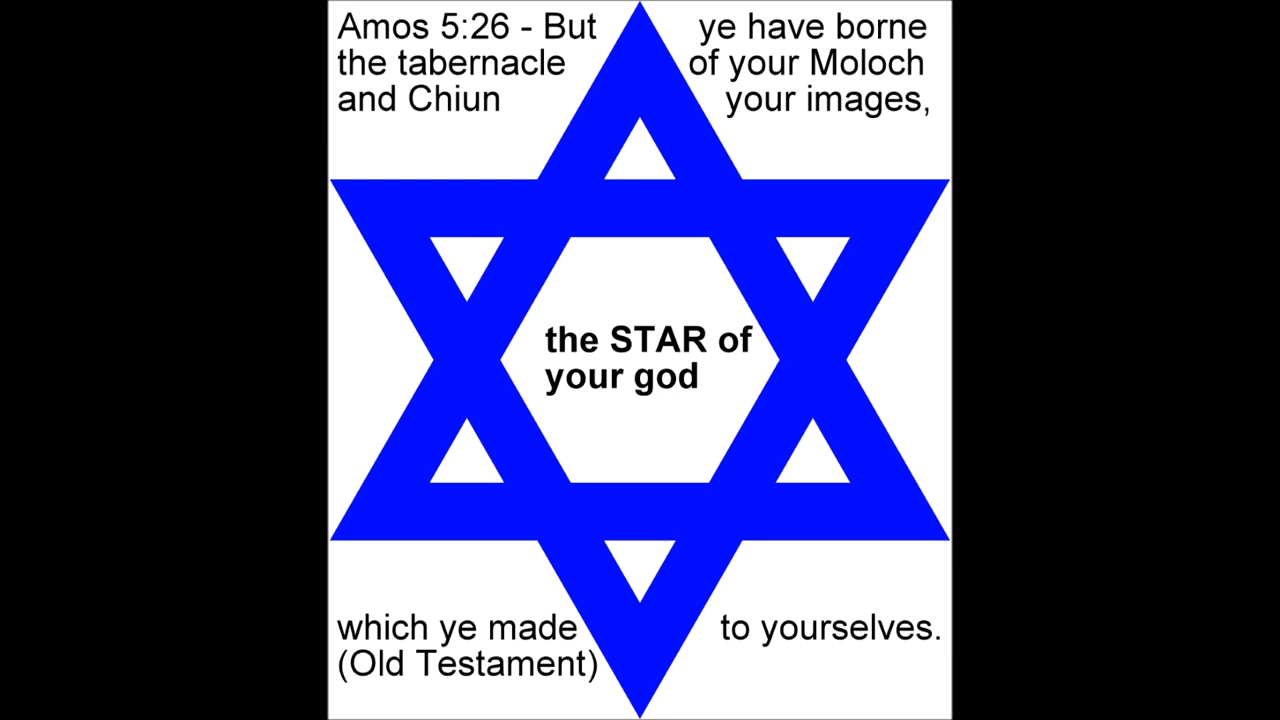 Amos 5:26 - But ye have borne
the tabernacle of your Moloch
and Chiun your images,
the STAR of
your god
which ye made to yourselves.
(Old Testament)